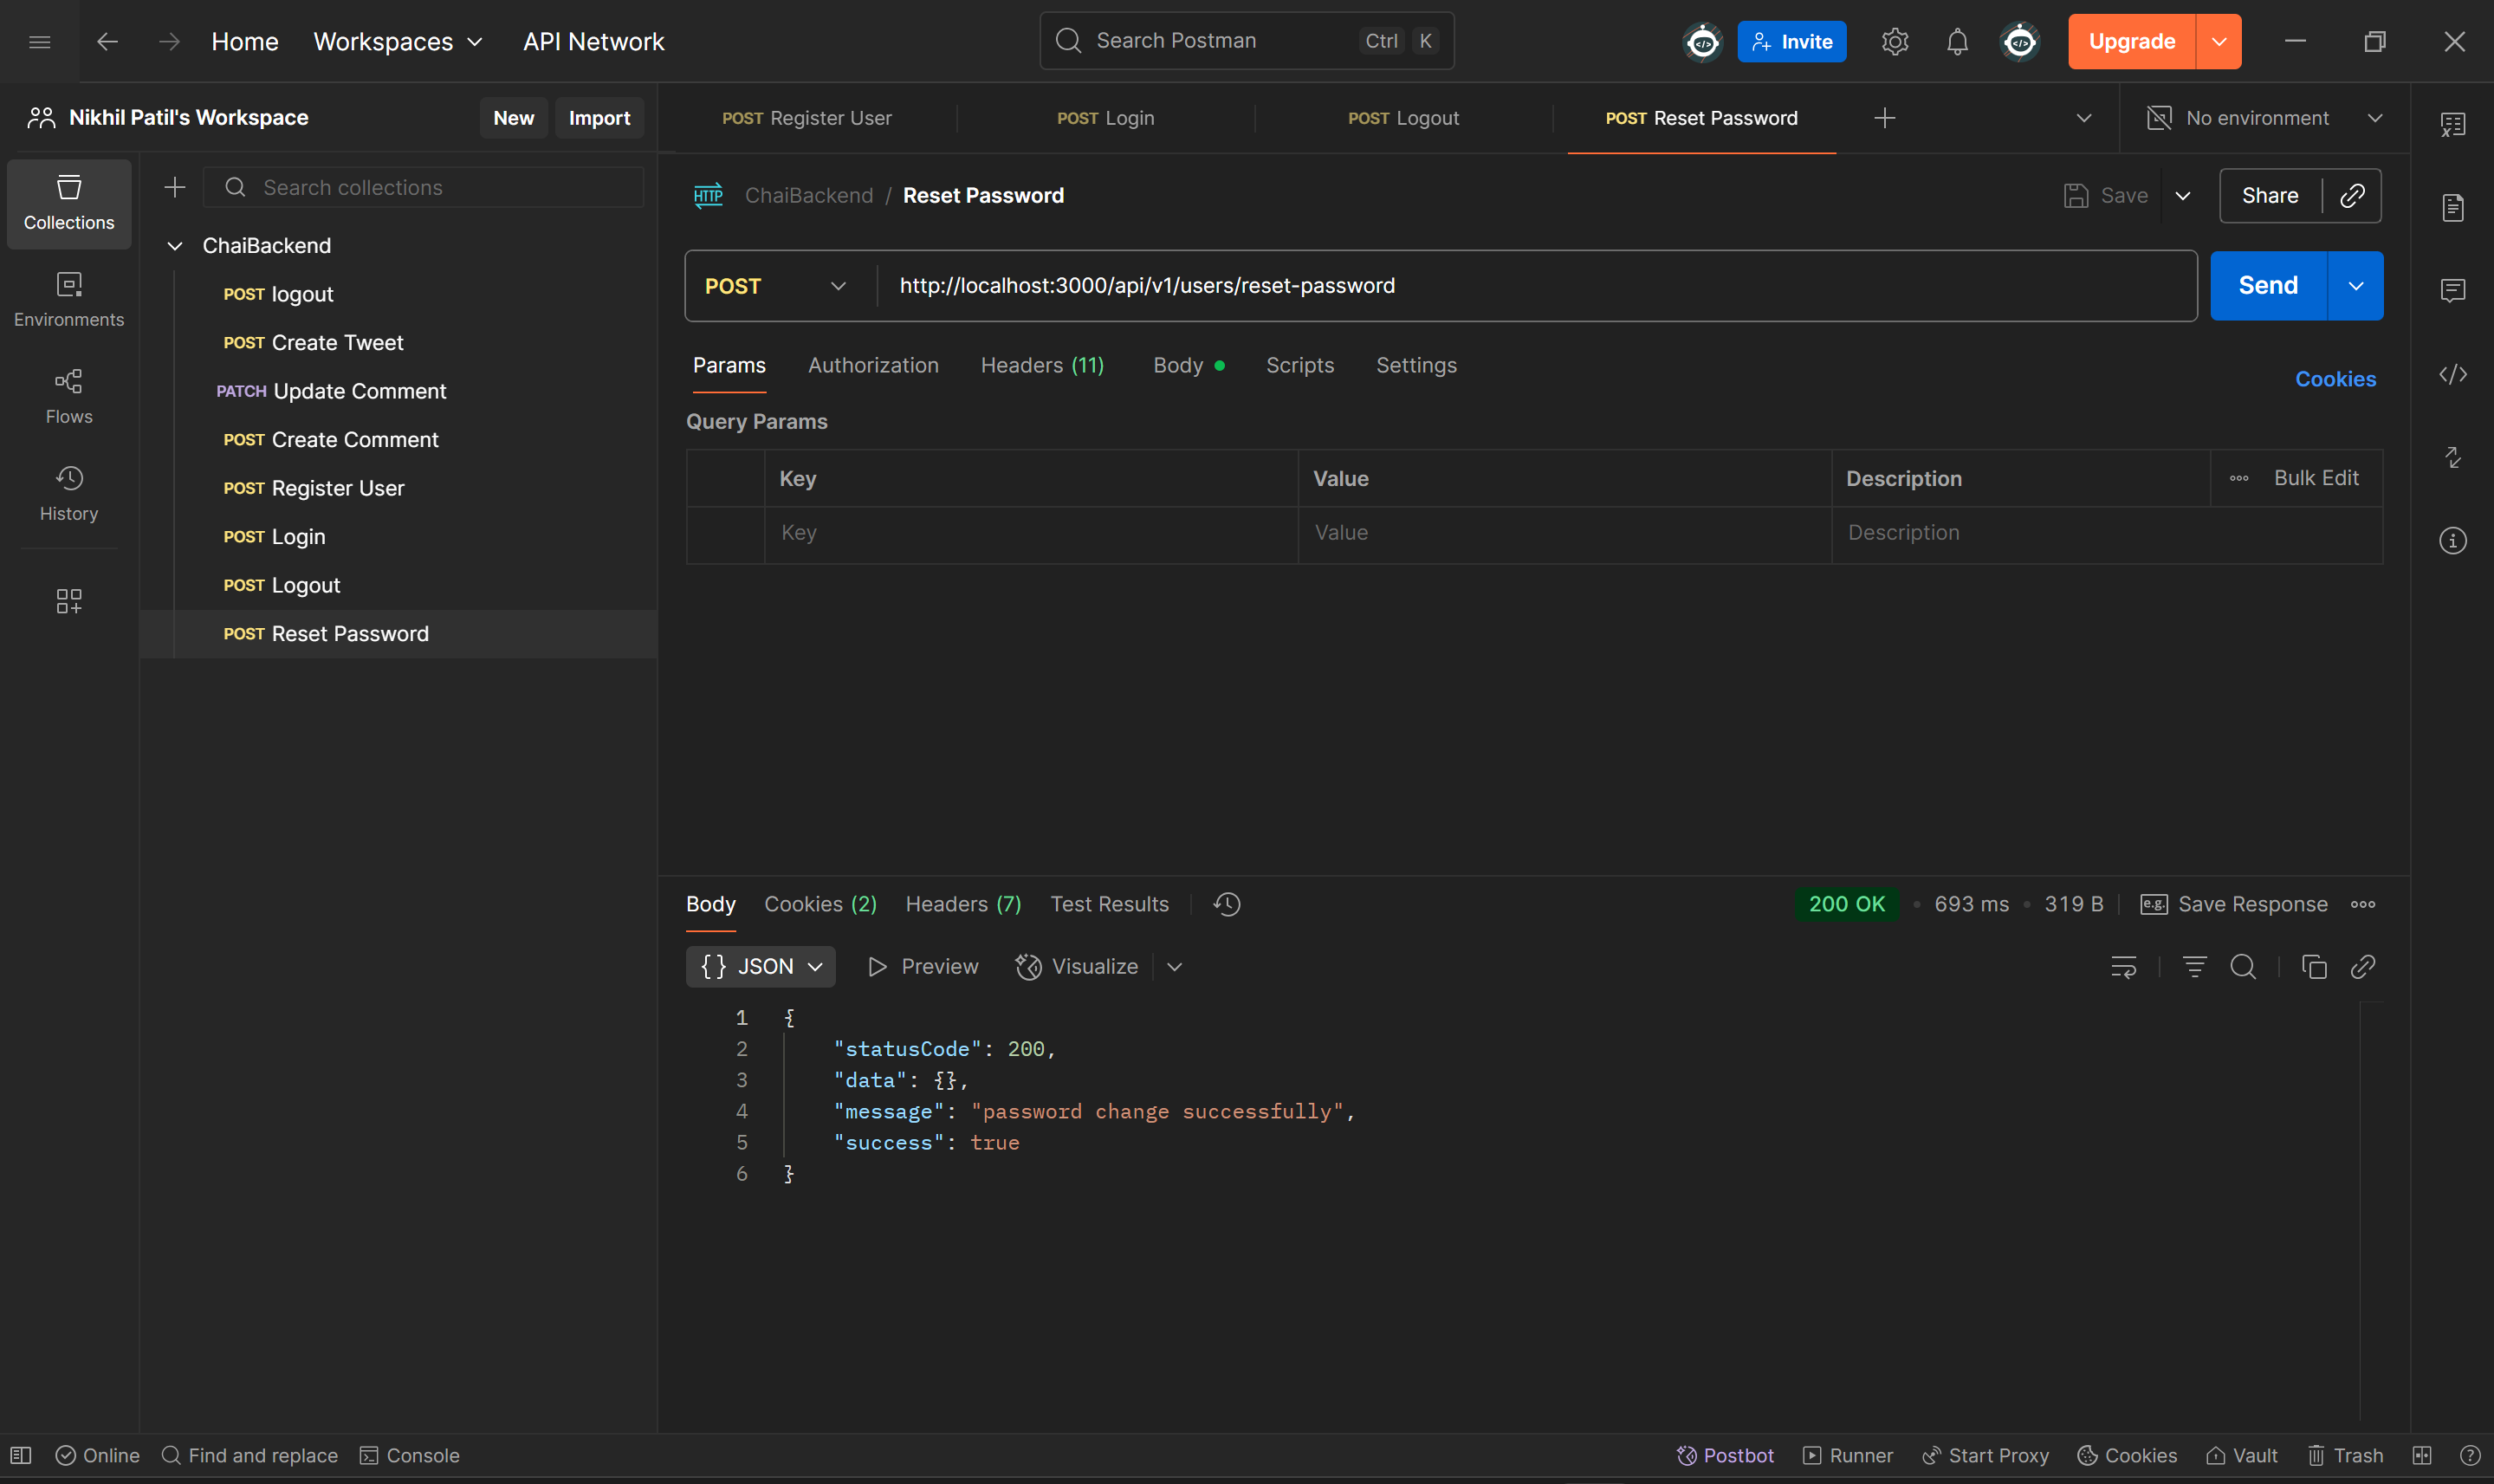 Home Workspaces API Network Search Postman Ctrl K Invite Upgrade
Nikhil Patil's Workspace New Import
POST Register User POST Login POST Logout POST Reset Password No environment
Collections
Environments
Flows
History
Search collections
ChaiBackend
POST logout
POST Create Tweet
PATCH Update Comment
POST Create Comment
POST Register User
POST Login
POST Logout
POST Reset Password
HTTP ChaiBackend / Reset Password Save Share
POST http://localhost:3000/api/v1/users/reset-password Send
Params Authorization Headers (11) Body Scripts Settings Cookies
Query Params
Key Value Description Bulk Edit
Key Value Description
Body Cookies (2) Headers (7) Test Results 200 OK 693 ms 319 B e.g. Save Response
{} JSON Preview Visualize
1 {
2 "statusCode": 200,
3 "data": {},
4 "message": "password change successfully",
5 "success": true
6 }
Online Find and replace Console Postbot Runner Start Proxy Cookies Vault Trash